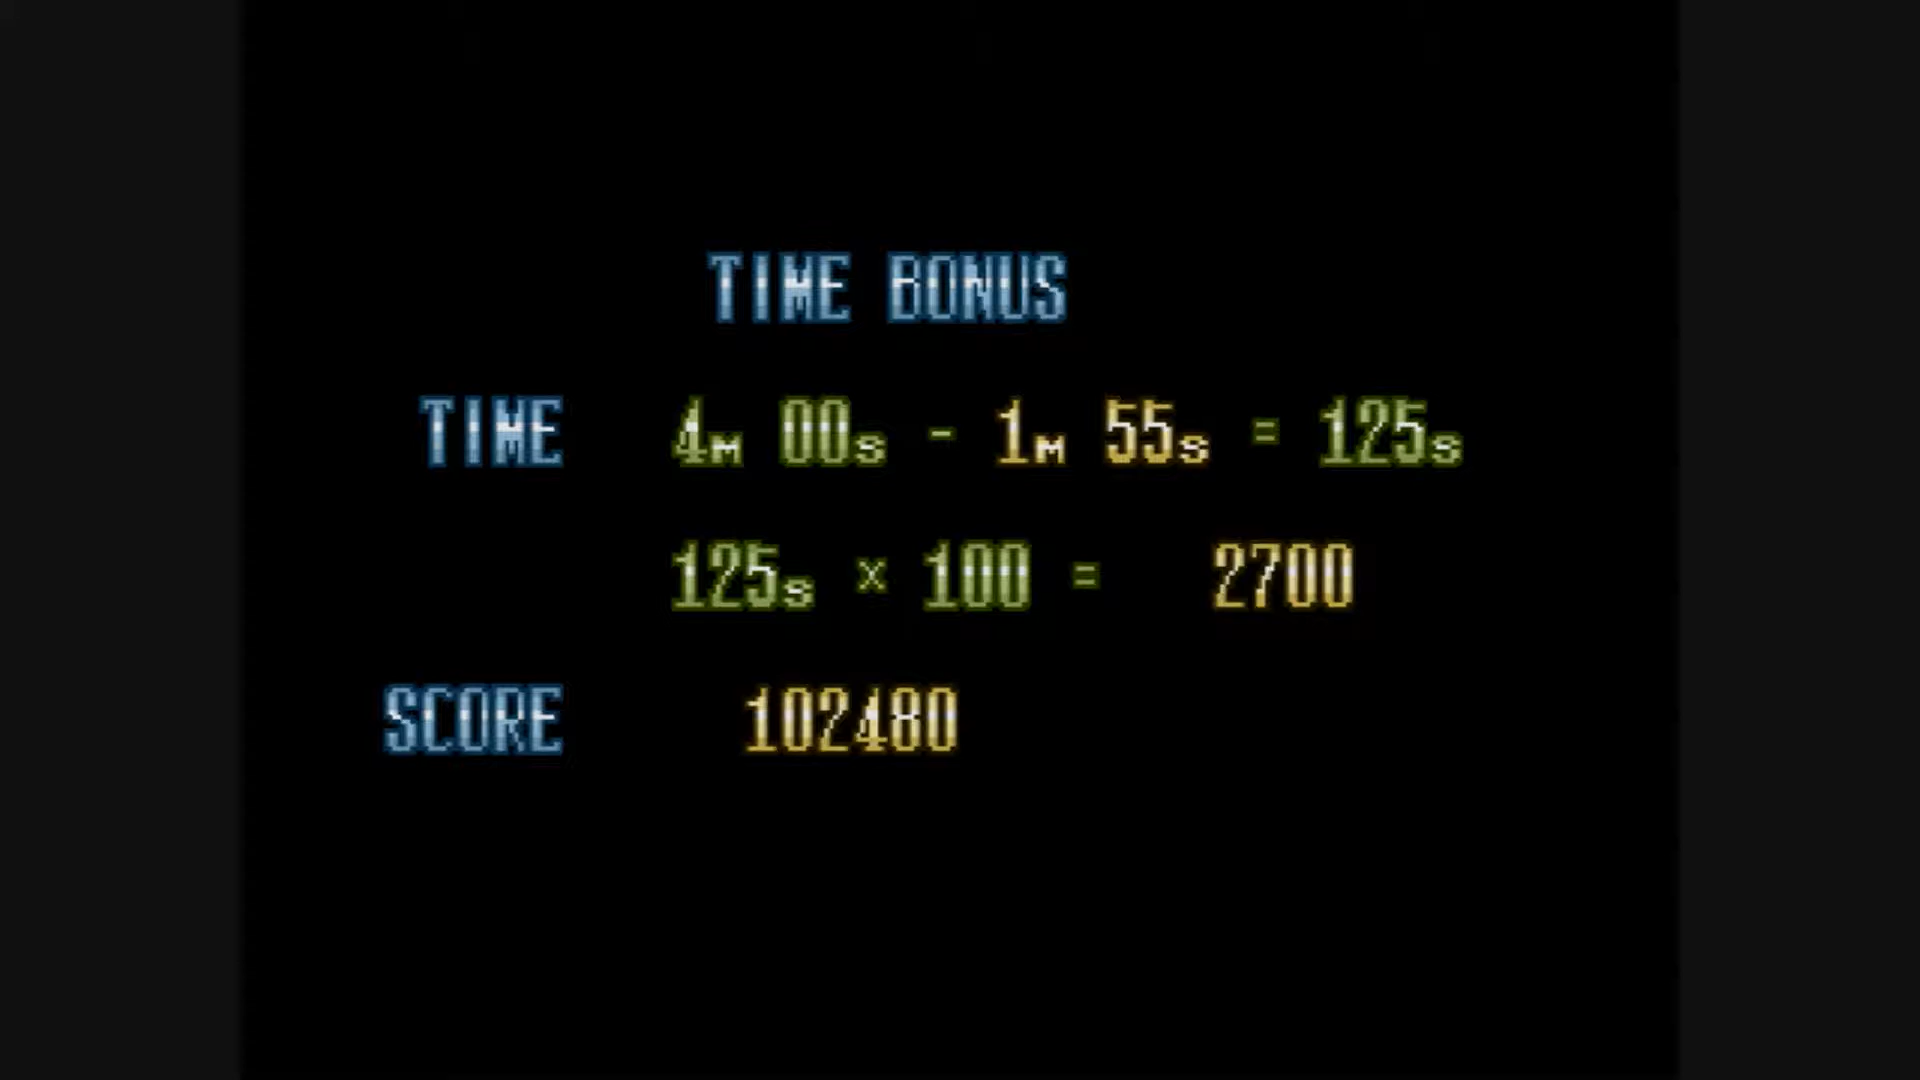 TIME BONUS
TIME 4M 00S - 1M 55S = 125S
125S x 100 = 2700
SCORE 102480